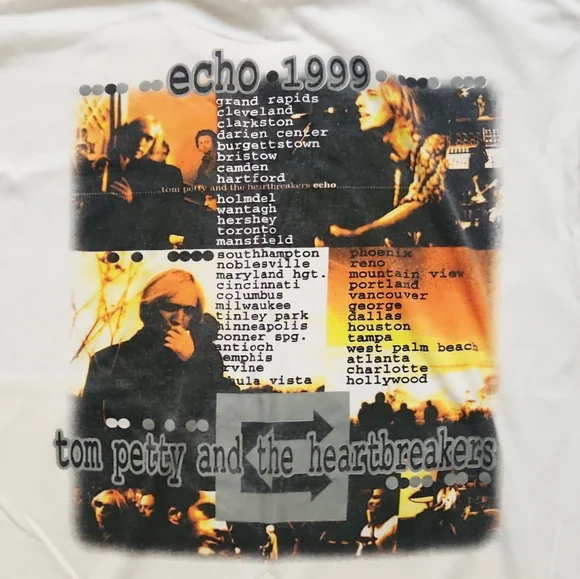 echo 1999
grand rapids
cleveland
clarkston
darien center
burgettstown
bristow
camden
hartford
tom petty and the heartbreakers echo
holmdel
wantagh
hershey
toronto
mansfield
southhampton
noblesville
maryland hgt.
cincinnati
columbus
milwaukee
tinley park
minneapolis
bonner spg.
antioch
memphis
irvine
chula vista
phoenix
reno
mountain view
portland
vancouver
george
dallas
houston
tampa
west palm beach
atlanta
charlotte
hollywood
tom petty and the heartbreakers